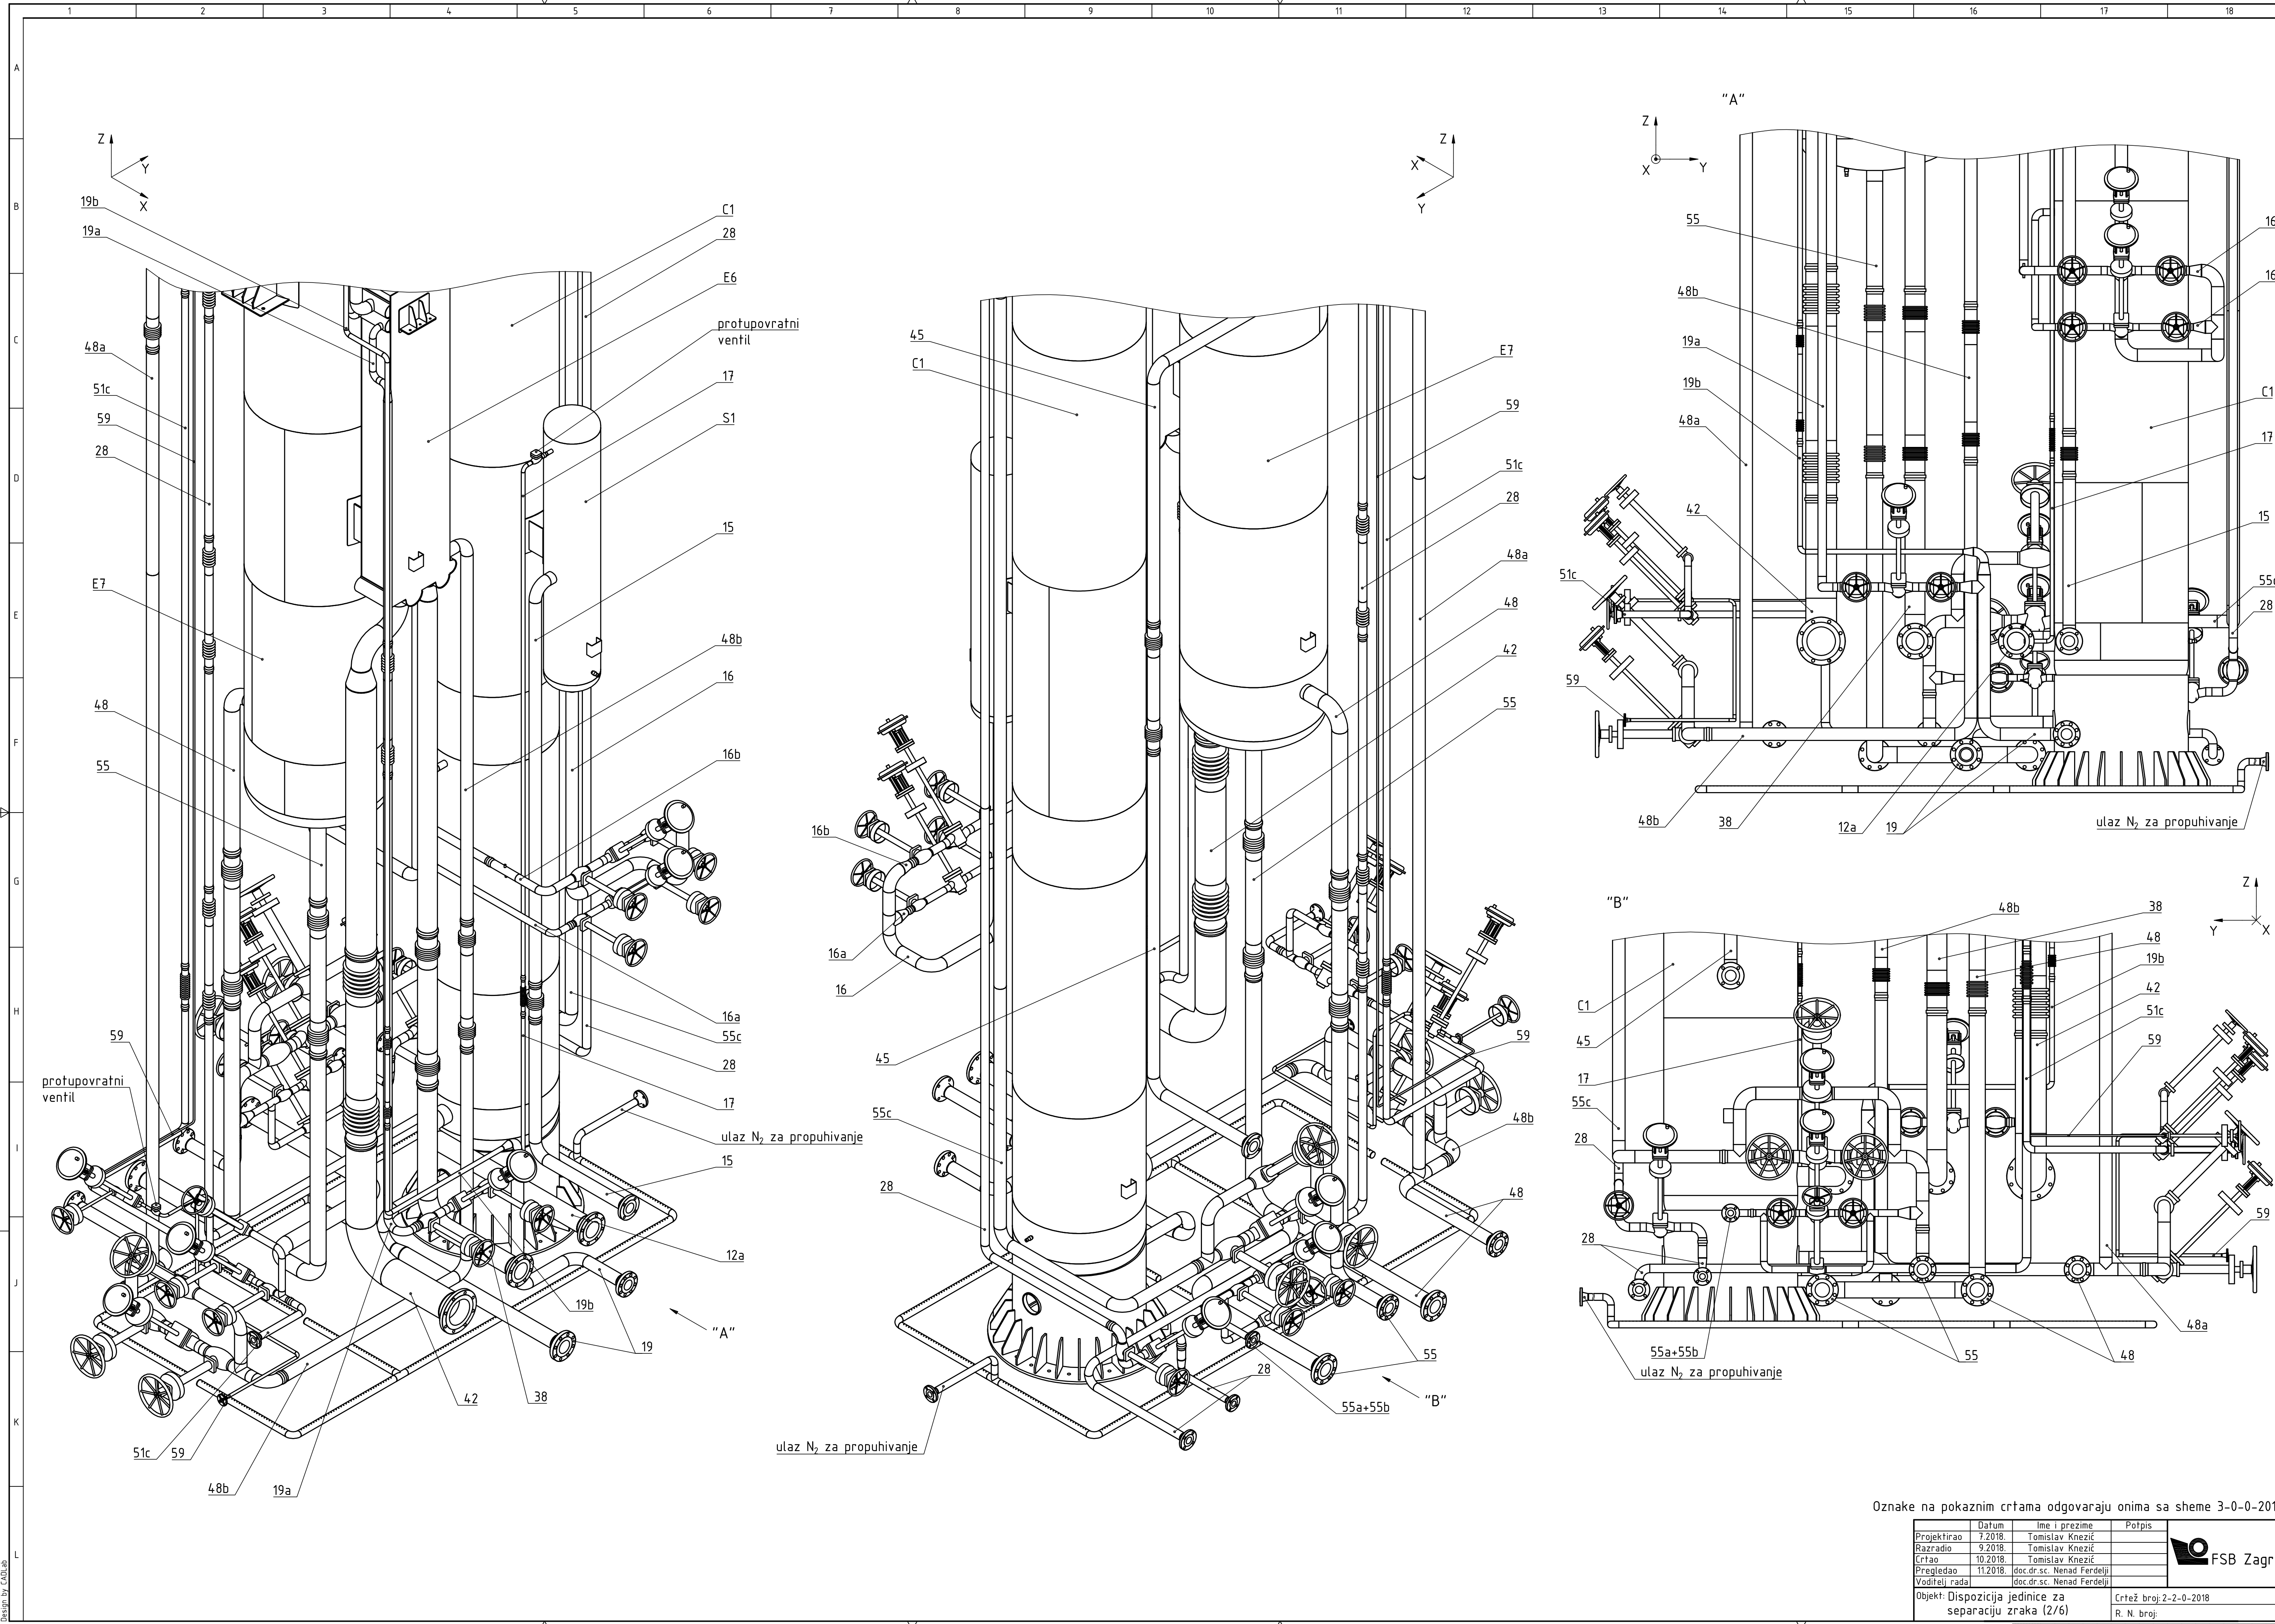 1 2 3 4 5 6 7 8 9 10 11 12 13 14 15 16 17 18
A
B
C
D
E
F
G
H
I
J
K
L
Z
Y
X
19b
19a
48a
51c
59
28
E7
48
55
59
protupovratni
ventil
51c
59
48b
19a
C1
28
E6
protupovratni
ventil
17
S1
15
48b
16
16b
16a
55c
28
17
ulaz N2 za propuhivanje
15
12a
19b
19
"A"
38
42
Z
X
Y
45
C1
16b
16a
16
45
55c
28
ulaz N2 za propuhivanje
E7
59
51c
28
48a
48
42
55
59
48b
48
55
"B"
28
55a+55b
"A"
Z
X
Y
55
48b
19a
19b
48a
42
51c
59
48b
38
12a
19
16
16
C1
17
15
55c
28
ulaz N2 za propuhivanje
"B"
Z
Y
X
48b
38
48
19b
42
51c
59
C1
45
17
55c
28
28
59
48a
55a+55b
55
48
ulaz N2 za propuhivanje
Oznake na pokaznim crtama odgovaraju onima sa sheme 3-0-0-201
Datum Ime i prezime Potpis
Projektirao 7.2018. Tomislav Knezić
Razradio 9.2018. Tomislav Knezić
Crtao 10.2018. Tomislav Knezić
Pregledao 11.2018. doc.dr.sc. Nenad Ferdelji
Voditelj rada doc.dr.sc. Nenad Ferdelji
FSB Zagr
Objekt: Dispozicija jedinice za
separaciju zraka (2/6)
Crtež broj: 2-2-0-2018
R. N. broj:
Design by CADLab